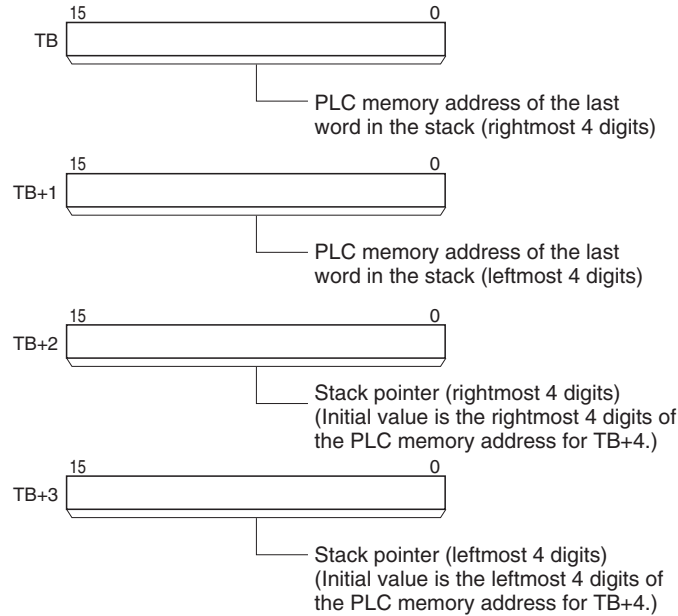 15 0
TB
PLC memory address of the last
word in the stack (rightmost 4 digits)
15 0
TB+1
PLC memory address of the last
word in the stack (leftmost 4 digits)
15 0
TB+2
Stack pointer (rightmost 4 digits)
(Initial value is the rightmost 4 digits of
the PLC memory address for TB+4.)
15 0
TB+3
Stack pointer (leftmost 4 digits)
(Initial value is the leftmost 4 digits of
the PLC memory address for TB+4.)